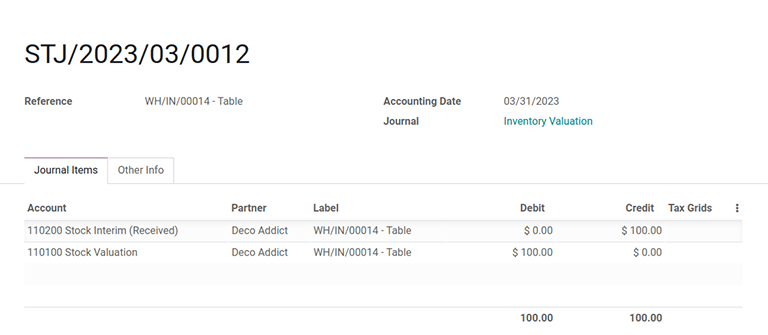 STJ/2023/03/0012
Reference WH/IN/00014 - Table Accounting Date 03/31/2023
Journal Inventory Valuation
Journal Items Other Info
Account Partner Label Debit Credit Tax Grids
110200 Stock Interim (Received) Deco Addict WH/IN/00014 - Table $ 0.00 $ 100.00
110100 Stock Valuation Deco Addict WH/IN/00014 - Table $ 100.00 $ 0.00
100.00 100.00